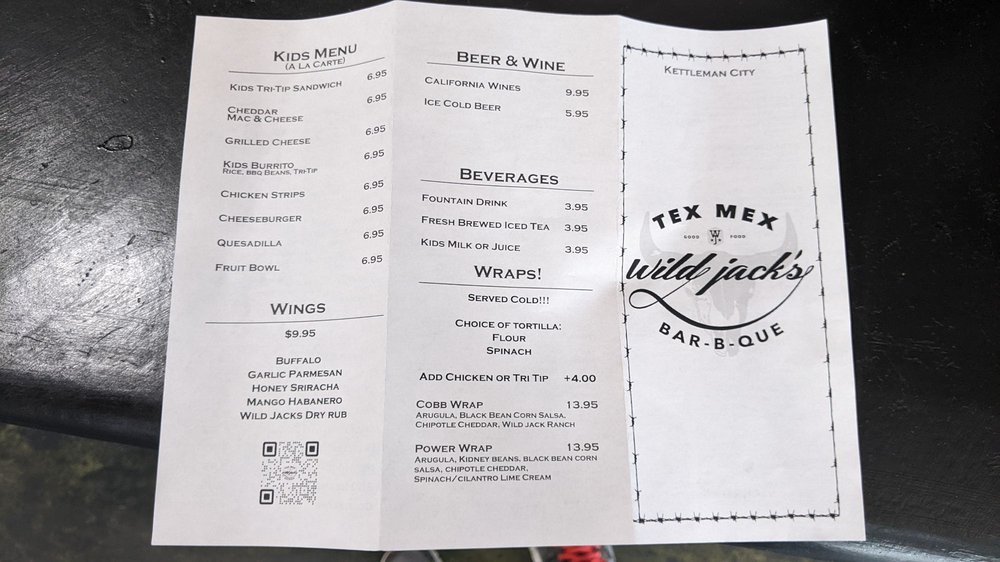 KIDS MENU
(A LA CARTE)
KIDS TRI-TIP SANDWICH 6.95
CHEDDAR 6.95
MAC & CHEESE
GRILLED CHEESE 6.95
KIDS BURRITO 6.95
RICE, BBQ BEANS, TRI-TIP
CHICKEN STRIPS 6.95
CHEESEBURGER 6.95
QUESADILLA 6.95
FRUIT BOWL 6.95
WINGS
$9.95
BUFFALO
GARLIC PARMESAN
HONEY SRIRACHA
MANGO HABANERO
WILD JACKS DRY RUB
BEER & WINE
CALIFORNIA WINES 9.95
ICE COLD BEER 5.95
BEVERAGES
FOUNTAIN DRINK 3.95
FRESH BREWED ICED TEA 3.95
KIDS MILK OR JUICE 3.95
WRAPS!
SERVED COLD!!!
CHOICE OF TORTILLA:
FLOUR
SPINACH
ADD CHICKEN OR TRI TIP +4.00
COBB WRAP 13.95
ARUGULA, BLACK BEAN CORN SALSA,
CHIPOTLE CHEDDAR, WILD JACK RANCH
POWER WRAP 13.95
ARUGULA, KIDNEY BEANS, BLACK BEAN CORN
SALSA, CHIPOTLE CHEDDAR,
SPINACH/CILANTRO LIME CREAM
KETTLEMAN CITY
TEX MEX
GOOD WJ FOOD
Wild jack's
BAR-B-QUE